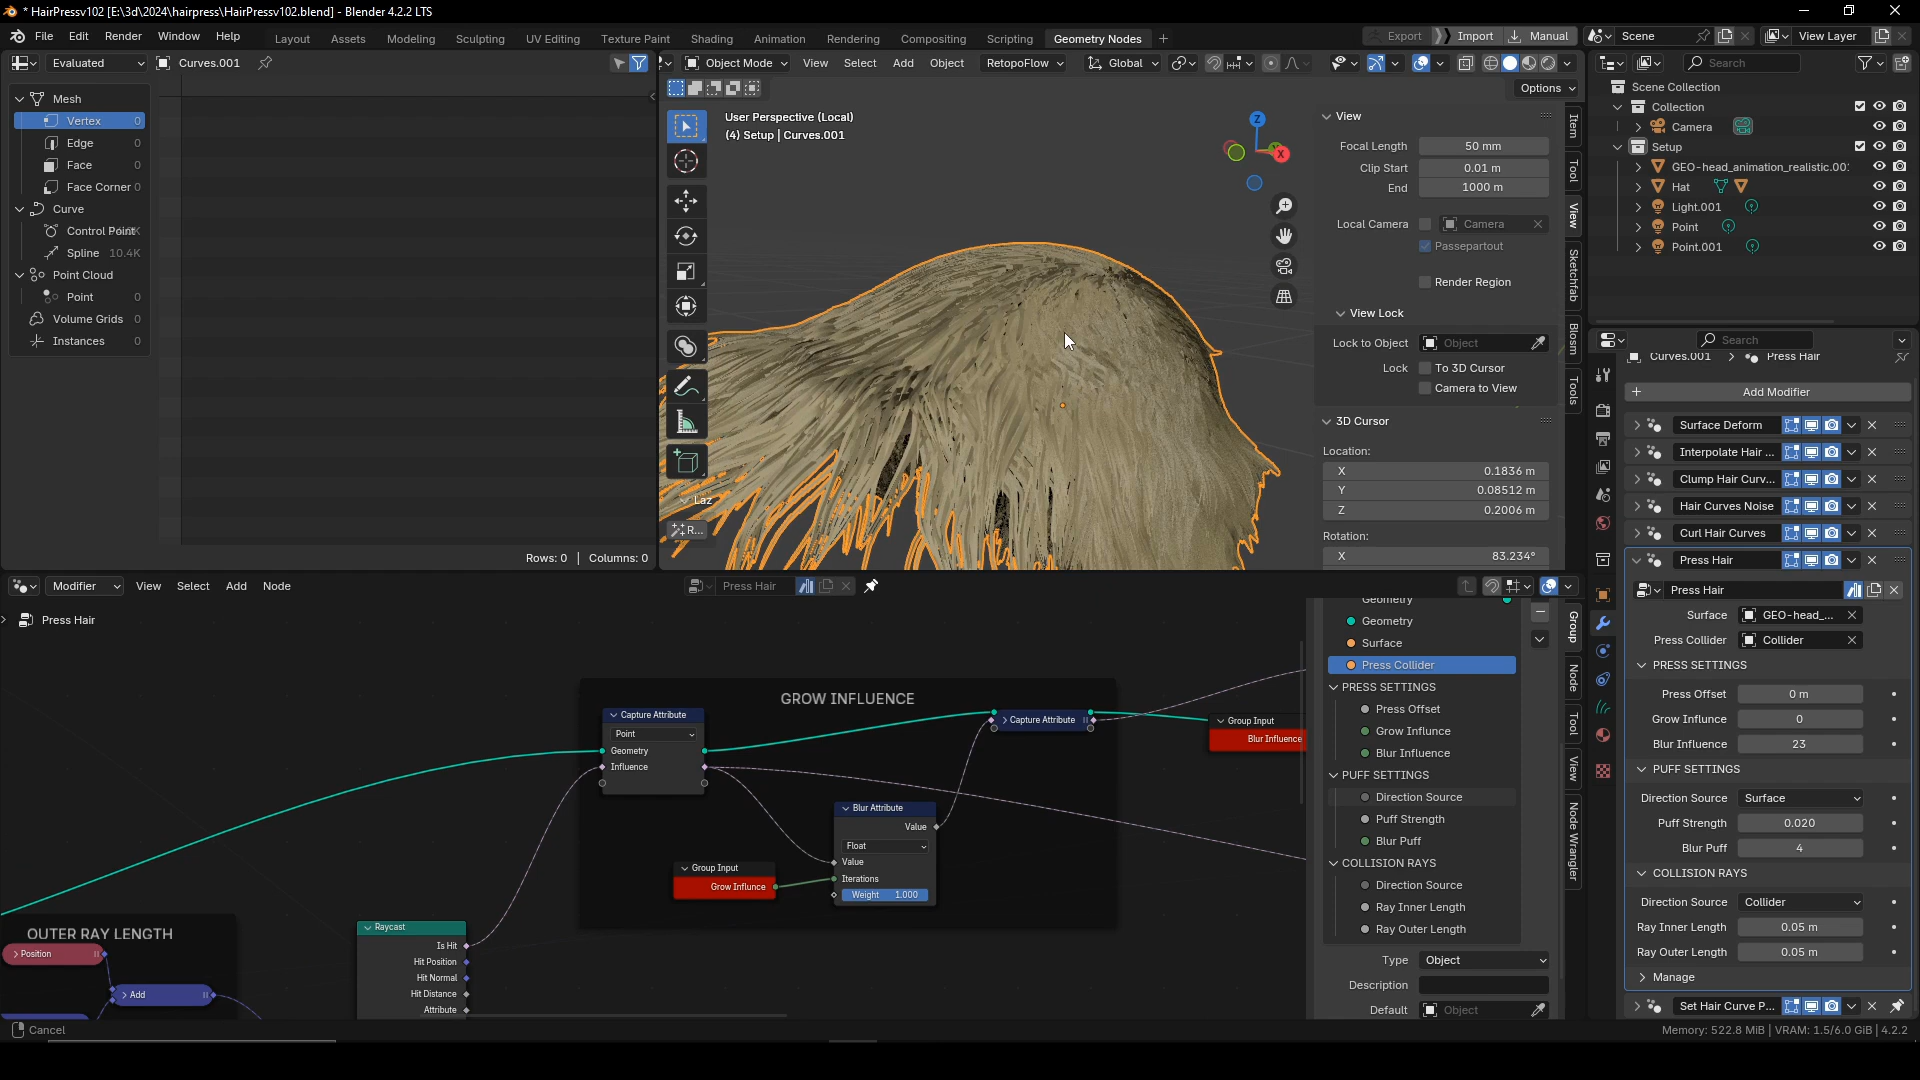 * HairPressv102 [E:\3d\2024\hairpress\HairPressv102.blend] - Blender 4.2.2 LTS
File Edit Render Window Help Layout Assets Modeling Sculpting UV Editing Texture Paint Shading Animation Rendering Compositing Scripting Geometry Nodes + Export Import Manual Scene View Layer
Evaluated Curves.001
Object Mode View Select Add Object RetopoFlow Global
Search
Options
Mesh
Vertex 0
Edge 0
Face 0
Face Corner 0
Curve
Control Point
Spline 10.4K
Point Cloud
Point 0
Volume Grids 0
Instances 0
Rows: 0 | Columns: 0
User Perspective (Local)
(4) Setup | Curves.001
Z
X
Laz
R...
View
Focal Length 50 mm
Clip Start 0.01 m
End 1000 m
Local Camera Camera
Passepartout
Render Region
View Lock
Lock to Object Object
Lock To 3D Cursor
Camera to View
3D Cursor
Location:
X 0.1836 m
Y 0.08512 m
Z 0.2006 m
Rotation:
X 83.234°
Item
Tool
View
Sketchfab
Blosm
Tools
Scene Collection
Collection
Camera
Setup
GEO-head_animation_realistic.00
Hat
Light.001
Point
Point.001
Search
Curves.001 > Press Hair
Add Modifier
Surface Deform
Interpolate Hair ...
Clump Hair Curv...
Hair Curves Noise
Curl Hair Curves
Press Hair
Press Hair
Surface GEO-head_...
Press Collider Collider
PRESS SETTINGS
Press Offset 0 m
Grow Influnce 0
Blur Influence 23
PUFF SETTINGS
Direction Source Surface
Puff Strength 0.020
Blur Puff 4
COLLISION RAYS
Direction Source Collider
Ray Inner Length 0.05 m
Ray Outer Length 0.05 m
Manage
Set Hair Curve P...
Modifier View Select Add Node Press Hair
Press Hair
GROW INFLUENCE
Capture Attribute
Point
Geometry
Influence
Capture Attribute
Group Input
Blur Influence
Blur Attribute
Value
Float
Value
Iterations
Weight 1.000
Group Input
Grow Influnce
OUTER RAY LENGTH
Position
Add
Raycast
Is Hit
Hit Position
Hit Normal
Hit Distance
Attribute
Geometry
Geometry
Surface
Press Collider
PRESS SETTINGS
Press Offset
Grow Influnce
Blur Influence
PUFF SETTINGS
Direction Source
Puff Strength
Blur Puff
COLLISION RAYS
Direction Source
Ray Inner Length
Ray Outer Length
Type Object
Description
Default Object
Group
Node
Tool
View
Node Wrangler
Cancel
Memory: 522.8 MiB | VRAM: 1.5/6.0 GiB | 4.2.2